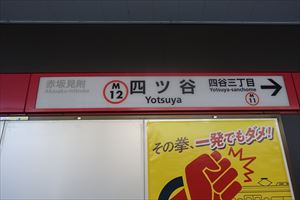 赤坂見附
Akasaka-mitsuke
M
12
四ツ谷
Yotsuya
四谷三丁目
Yotsuya-sanchome
M
11
その拳、一発でもダメ!